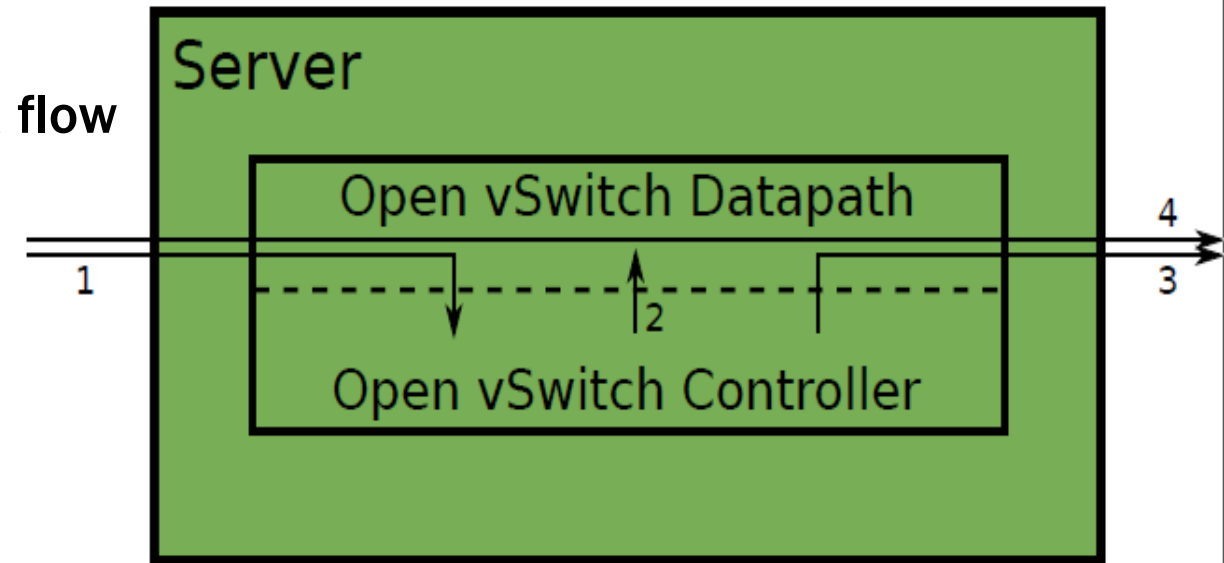 Server
flow
Open vSwitch Datapath
4
1
3
2
Open vSwitch Controller